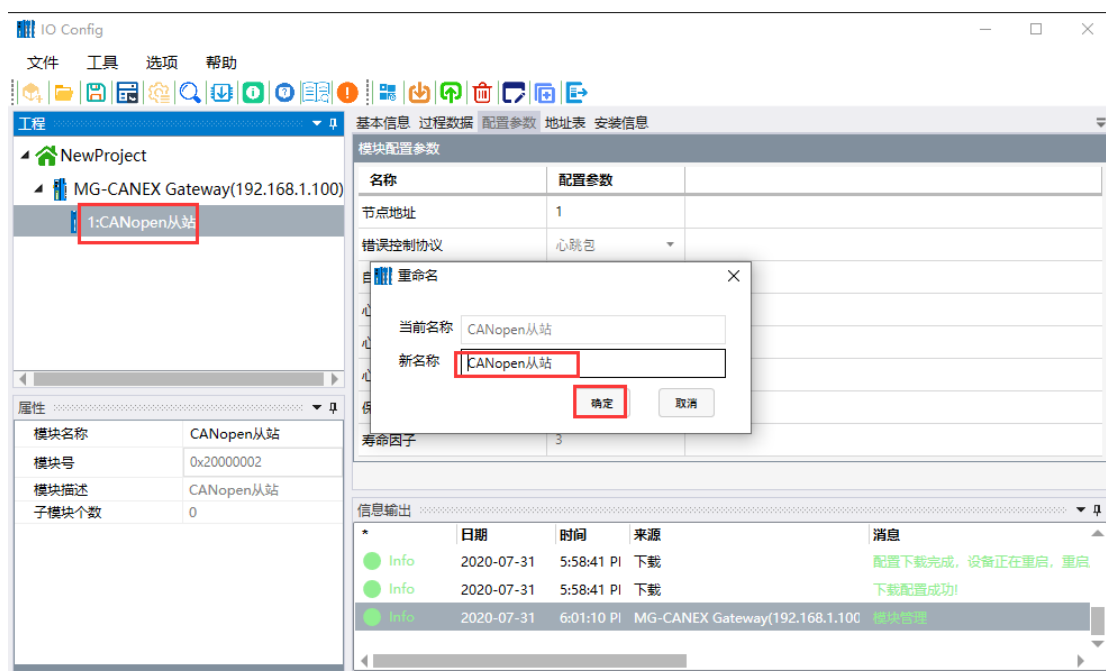 IO Config
文件 工具 选项 帮助
工程
NewProject
MG-CANEX Gateway(192.168.1.100)
1:CANopen从站
属性
模块名称 CANopen从站
模块号 0x20000002
模块描述 CANopen从站
子模块个数 0
基本信息 过程数据 配置参数 地址表 安装信息
模块配置参数
名称 配置参数
节点地址 1
错误控制协议 心跳包
寿命因子 3
重命名
当前名称 CANopen从站
新名称 CANopen从站
确定 取消
信息输出
* 日期 时间 来源 消息
Info 2020-07-31 5:58:41 PI 下载 配置下载完成，设备正在重启，重启
Info 2020-07-31 5:58:41 PI 下载 下载配置成功!
Info 2020-07-31 6:01:10 PI MG-CANEX Gateway(192.168.1.100 模块管理